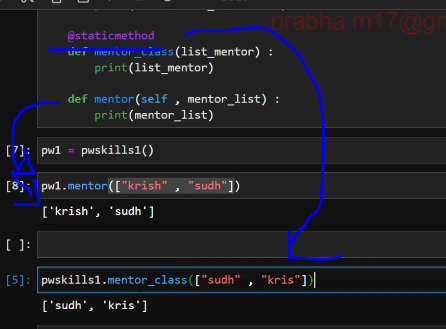 prabha m17@gm
@staticmethod
def mentor_class(list_mentor) :
print(list_mentor)
def mentor(self , mentor_list) :
print(mentor_list)
[7]: pw1 = pwskills1()
[8]: pw1.mentor(["krish" , "sudh"])
['krish', 'sudh']
[ ]:
[5]: pwskills1.mentor_class(["sudh" , "kris"])
['sudh', 'kris']